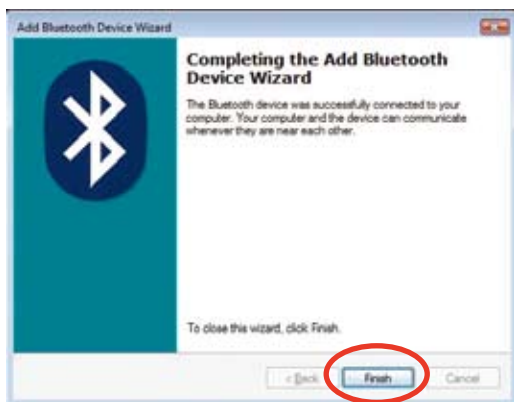 Add Bluetooth Device Wizard
Completing the Add Bluetooth
Device Wizard
The Bluetooth device was successfully connected to your
computer. Your computer and the device can communicate
whenever they are near each other.
To close this wizard, click Finish.
< Back Finish Cancel